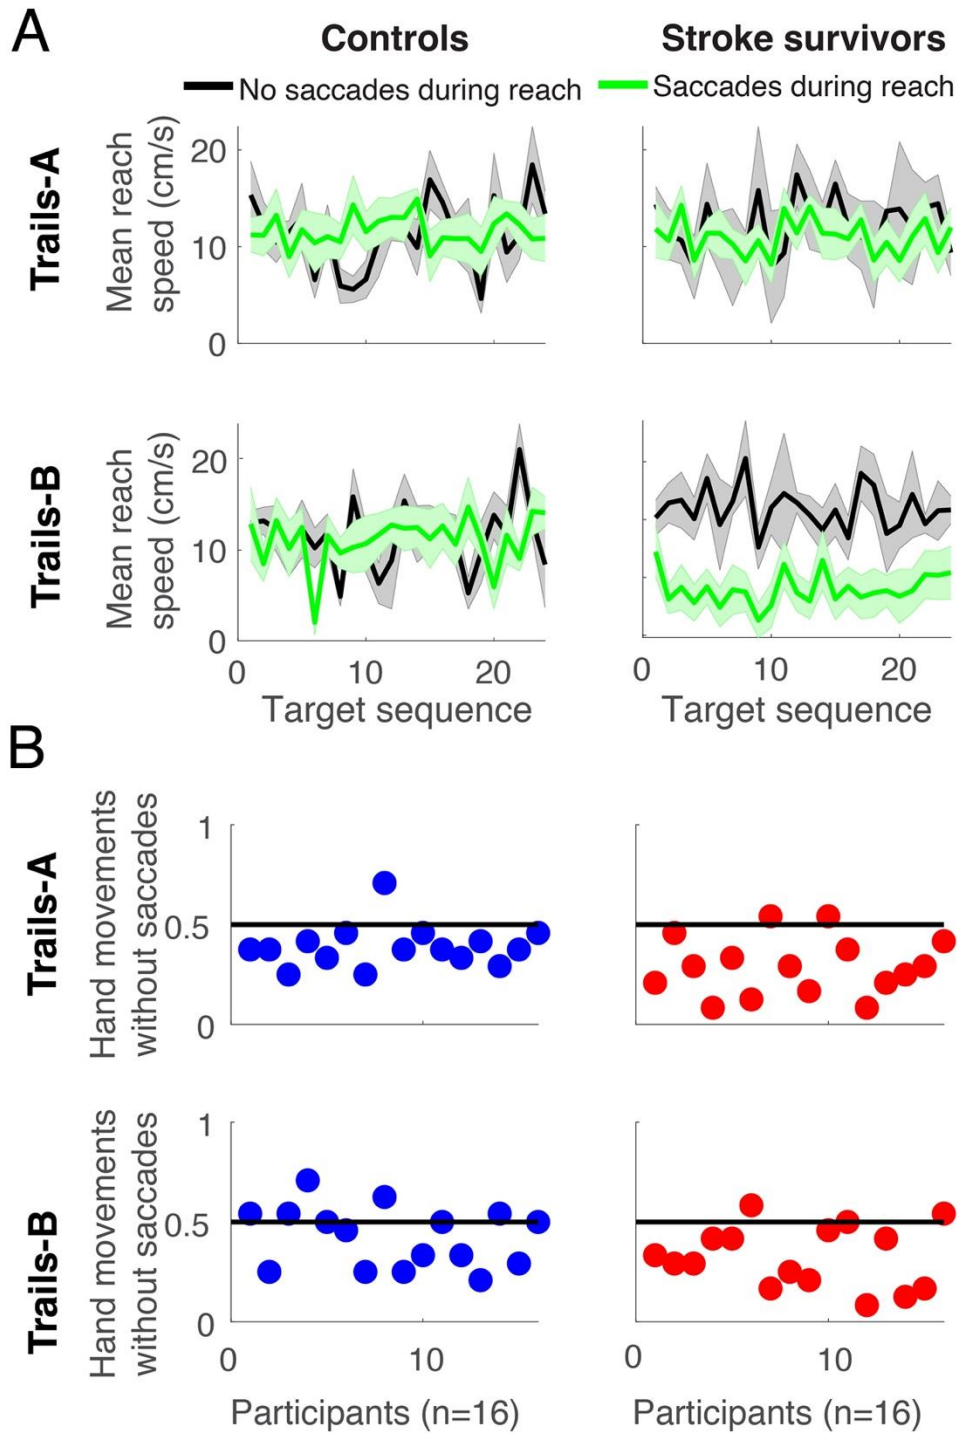 A
Controls
Stroke survivors
No saccades during reach
Saccades during reach
Trails-A
Mean reach
speed (cm/s)
20
10
0
Trails-B
Mean reach
speed (cm/s)
20
10
0
0
10
20
0
10
20
Target sequence
Target sequence
B
Trails-A
Hand movements
without saccades
1
0.5
0
Trails-B
Hand movements
without saccades
1
0.5
0
0
10
0
10
Participants (n=16)
Participants (n=16)